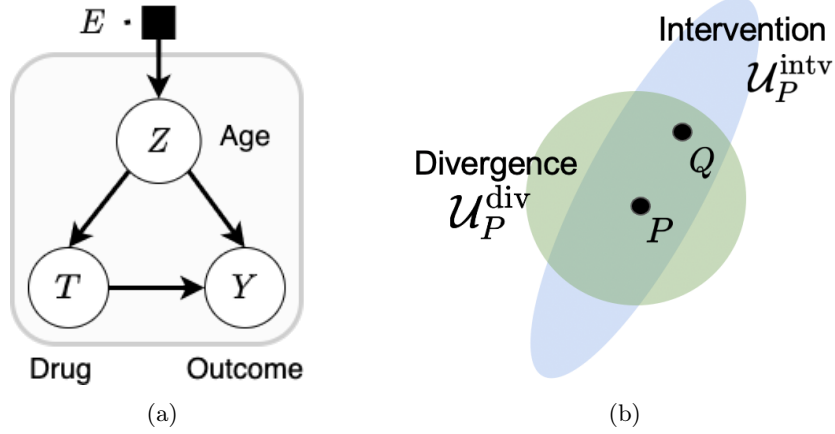 E
Z
Age
T
Y
Drug
Outcome
(a)
Intervention
𝒰_P^intv
Divergence
𝒰_P^div
Q
P
(b)